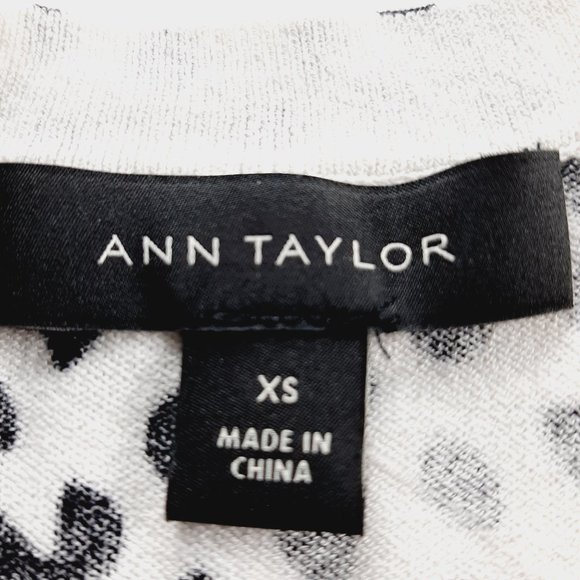 ANN TAYLOR
XS
MADE IN
CHINA